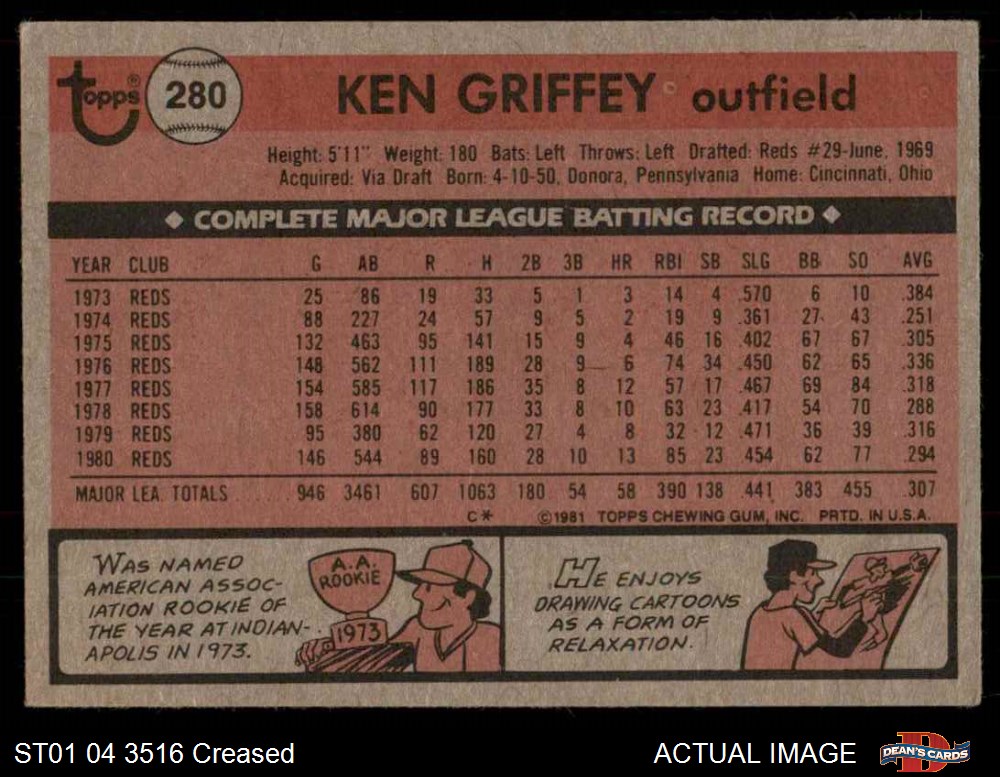 topps® 280 KEN GRIFFEY outfield
Height: 5'11" Weight: 180 Bats: Left Throws: Left Drafted: Reds #29-June, 1969
Acquired: Via Draft Born: 4-10-50, Donora, Pennsylvania Home: Cincinnati, Ohio
◆ COMPLETE MAJOR LEAGUE BATTING RECORD ◆
YEAR CLUB G AB R H 2B 3B HR RBI SB SLG BB SO AVG
1973 REDS 25 86 19 33 5 1 3 14 4 .570 6 10 .384
1974 REDS 88 227 24 57 9 5 2 19 9 .361 27 43 .251
1975 REDS 132 463 95 141 15 9 4 46 16 .402 67 67 .305
1976 REDS 148 562 111 189 28 9 6 74 34 .450 62 65 .336
1977 REDS 154 585 117 186 35 8 12 57 17 .467 69 84 .318
1978 REDS 158 614 90 177 33 8 10 63 23 .417 54 70 .288
1979 REDS 95 380 62 120 27 4 8 32 12 .471 36 39 .316
1980 REDS 146 544 89 160 28 10 13 85 23 .454 62 77 .294
MAJOR LEA. TOTALS ...... 946 3461 607 1063 180 54 58 390 138 .441 383 455 .307
C* ©1981 TOPPS CHEWING GUM, INC. PRTD. IN U.S.A.
WAS NAMED
AMERICAN ASSOC-
IATION ROOKIE OF
THE YEAR AT INDIAN-
APOLIS IN 1973.
A.A.
ROOKIE
1973
HE ENJOYS
DRAWING CARTOONS
AS A FORM OF
RELAXATION.
ST01 04 3516 Creased ACTUAL IMAGE DEAN'S CARDS